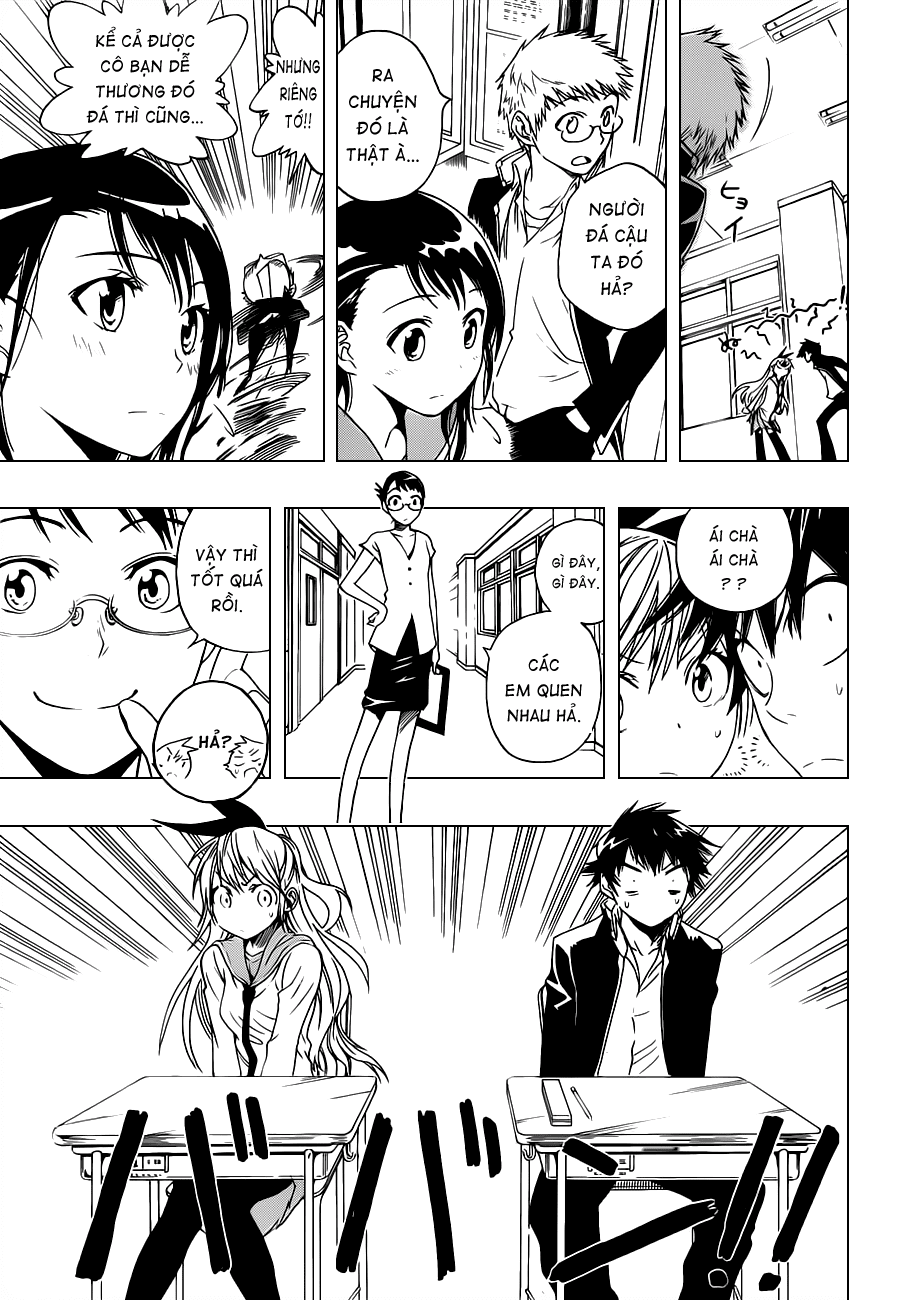 ヒョイ
RA
CHUYỆN
ĐÓ LÀ
THẬT À...
NGƯỜI
ĐÁ CẬU
TA ĐÓ
HẢ?
NHƯNG
RIÊNG
TỚ!!
KỂ CẢ ĐƯỢC
CÔ BẠN DỄ
THƯƠNG ĐÓ
ĐÁ THÌ CŨNG...
ÁI CHÀ
ÁI CHÀ
? ?
GÌ ĐÂY,
GÌ ĐÂY.
CÁC
EM QUEN
NHAU HẢ.
VẬY THÌ
TỐT QUÁ
RỒI.
HẢ?
ババーン!!